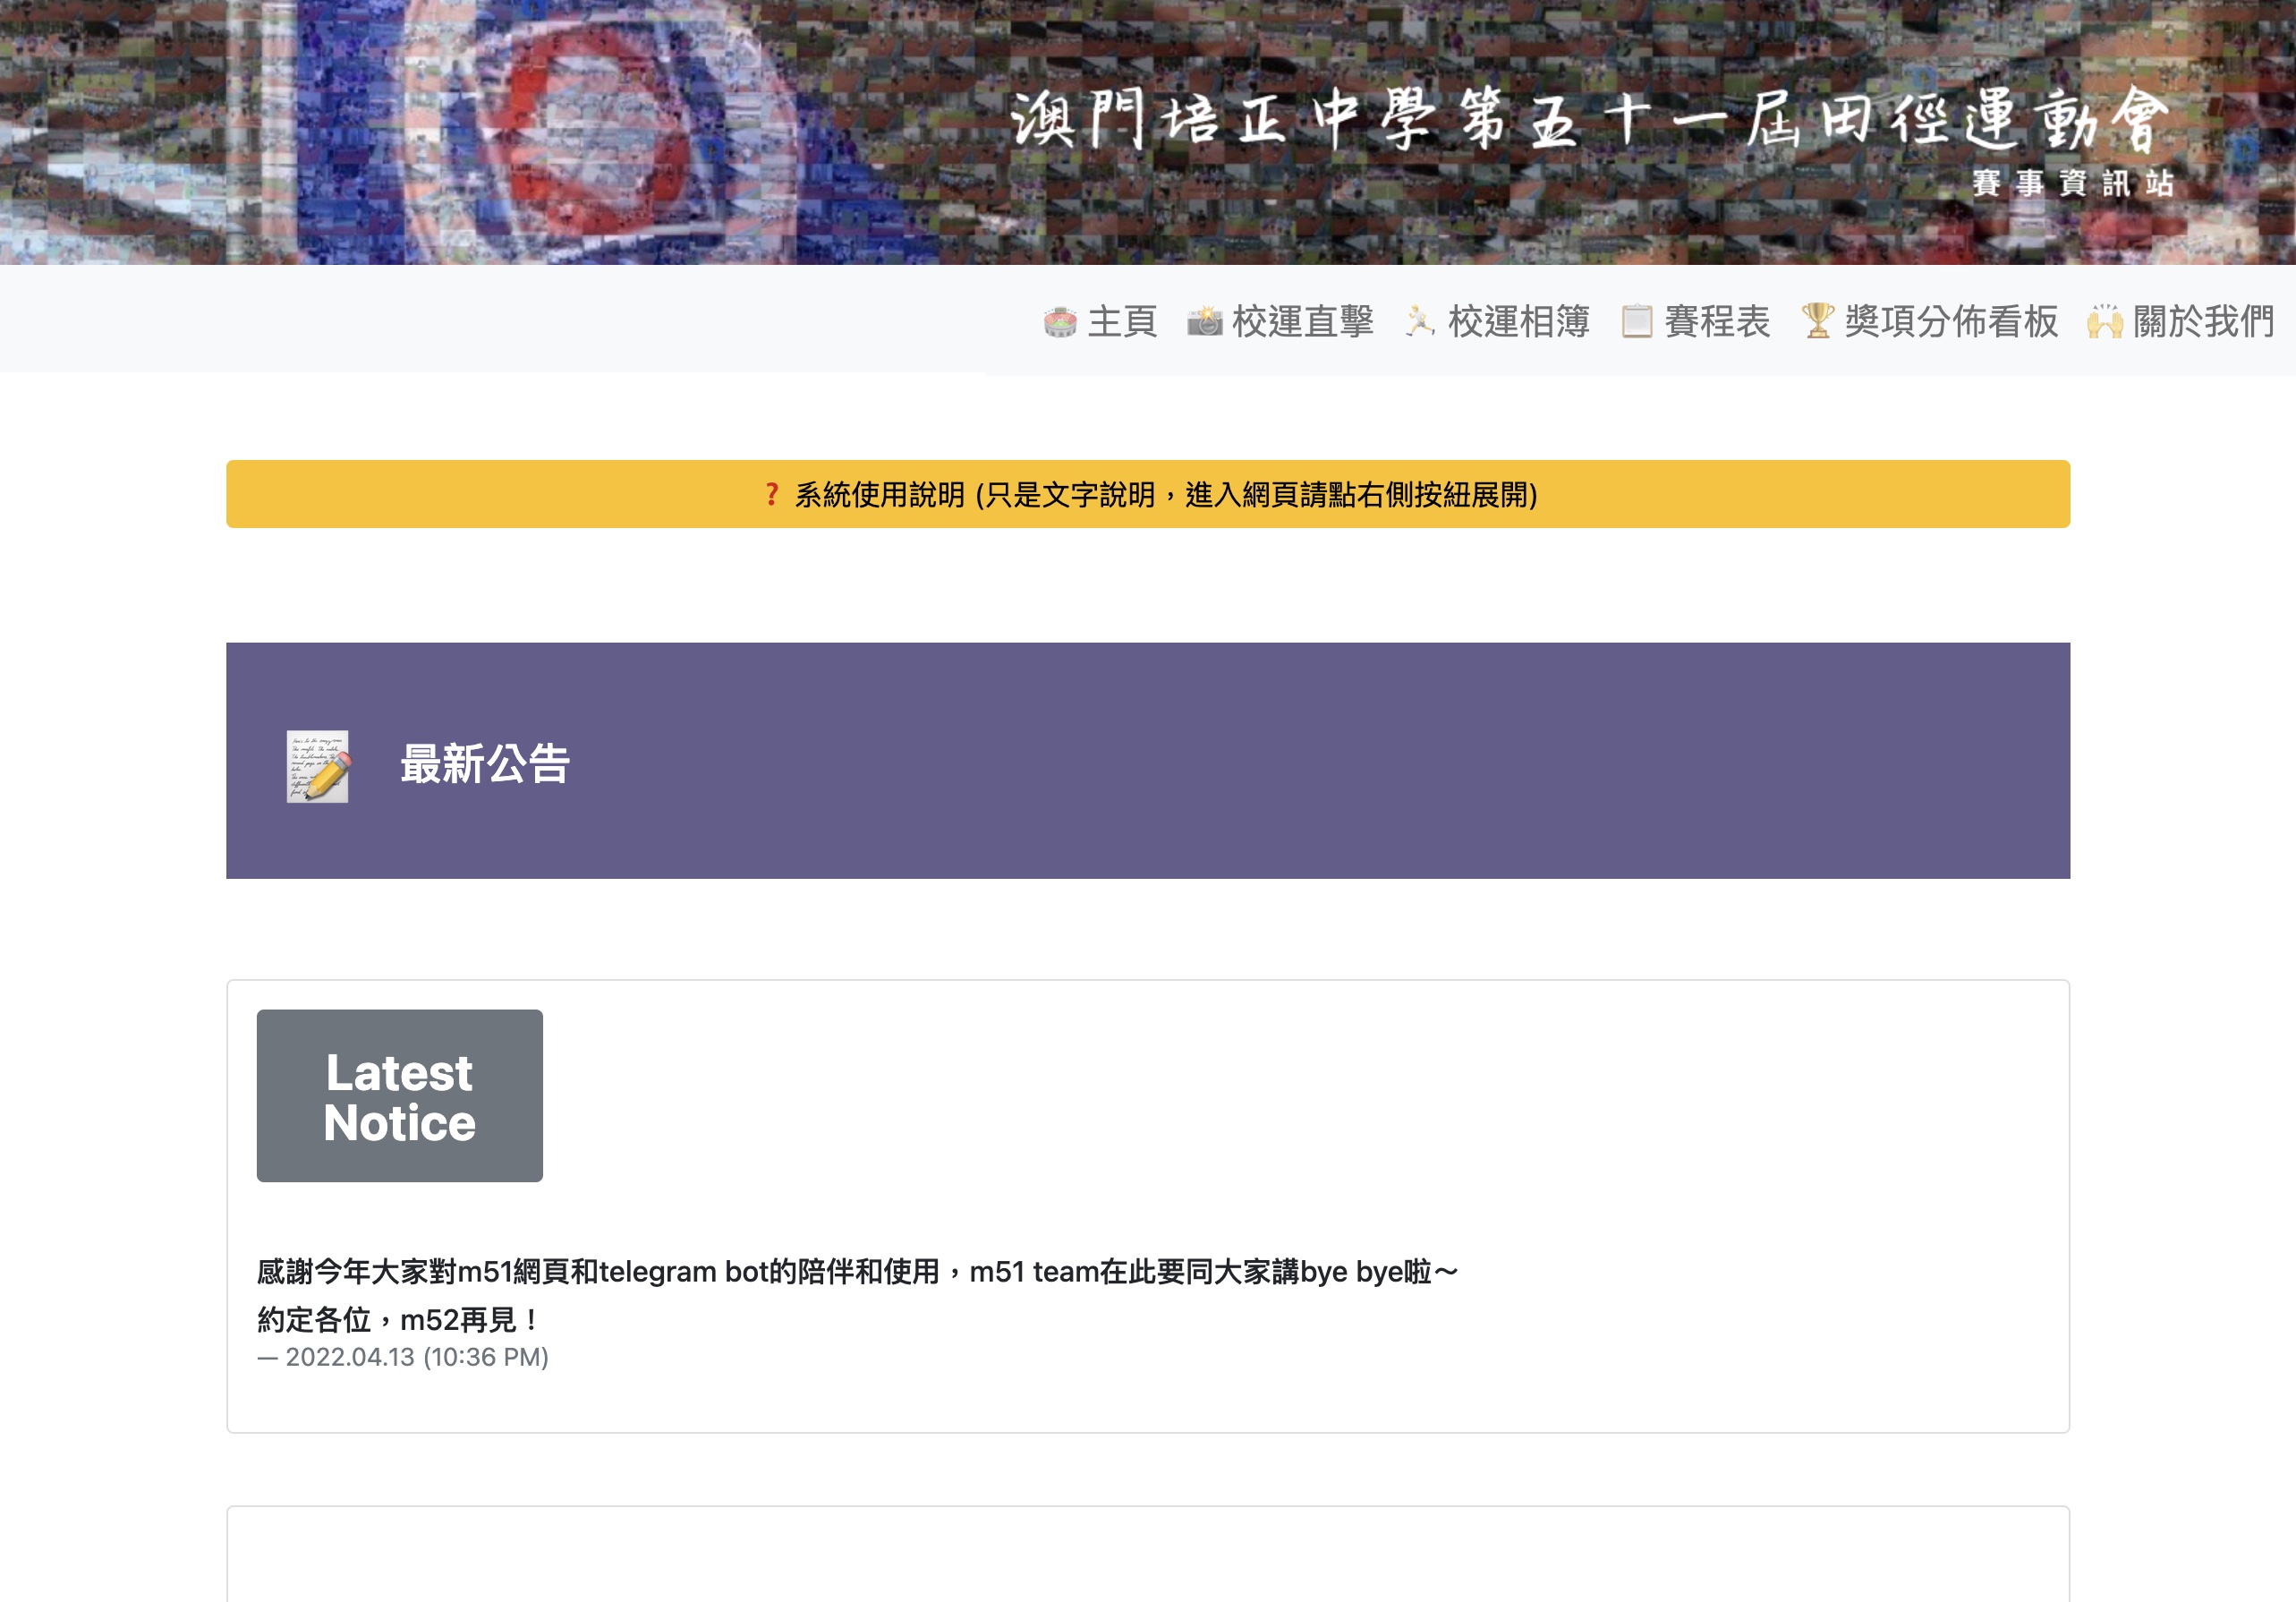 澳門培正中學第五十一屆田徑運動會
賽事資訊站
主頁 校運直擊 校運相簿 賽程表 獎項分佈看板 關於我們
❓ 系統使用說明 (只是文字說明，進入網頁請點右側按紐展開)
最新公告
Latest
Notice
感謝今年大家對m51網頁和telegram bot的陪伴和使用，m51 team在此要同大家講bye bye啦～
約定各位，m52再見！
— 2022.04.13 (10:36 PM)